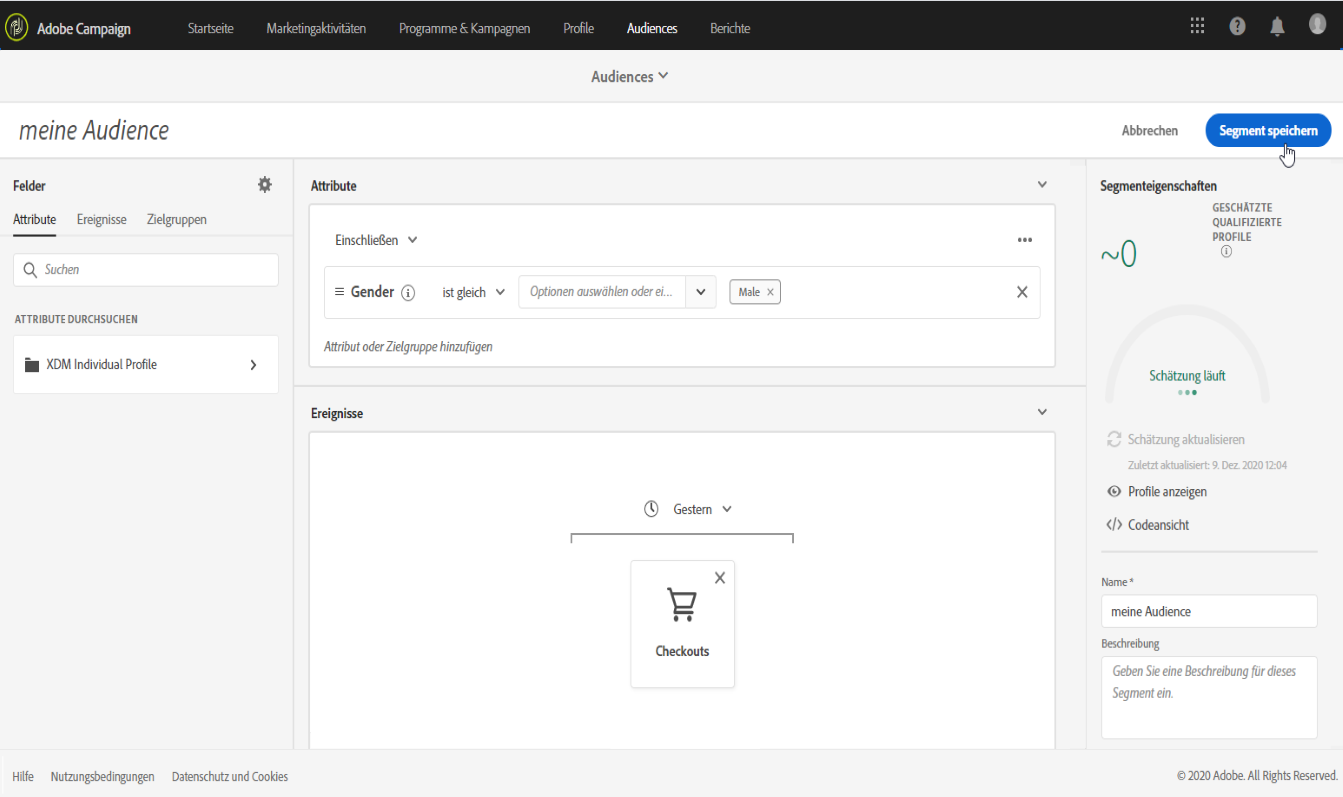 Adobe Campaign
Startseite
Marketingaktivitäten
Programme & Kampagnen
Profile
Audiences
Berichte
Audiences
meine Audience
Abbrechen
Segment speichern
Felder
Attribute
Ereignisse
Zielgruppen
Suchen
ATTRIBUTE DURCHSUCHEN
XDM Individual Profile
Attribute
Einschließen
Gender
ist gleich
Optionen auswählen oder ei...
Male
Attribut oder Zielgruppe hinzufügen
Ereignisse
Gestern
Checkouts
Segmenteigenschaften
~0
GESCHÄTZTE
QUALIFIZIERTE
PROFILE
Schätzung läuft
Schätzung aktualisieren
Zuletzt aktualisiert: 9. Dez. 2020 12:04
Profile anzeigen
Codeansicht
Name *
meine Audience
Beschreibung
Geben Sie eine Beschreibung für dieses
Segment ein.
Hilfe
Nutzungsbedingungen
Datenschutz und Cookies
© 2020 Adobe. All Rights Reserved.